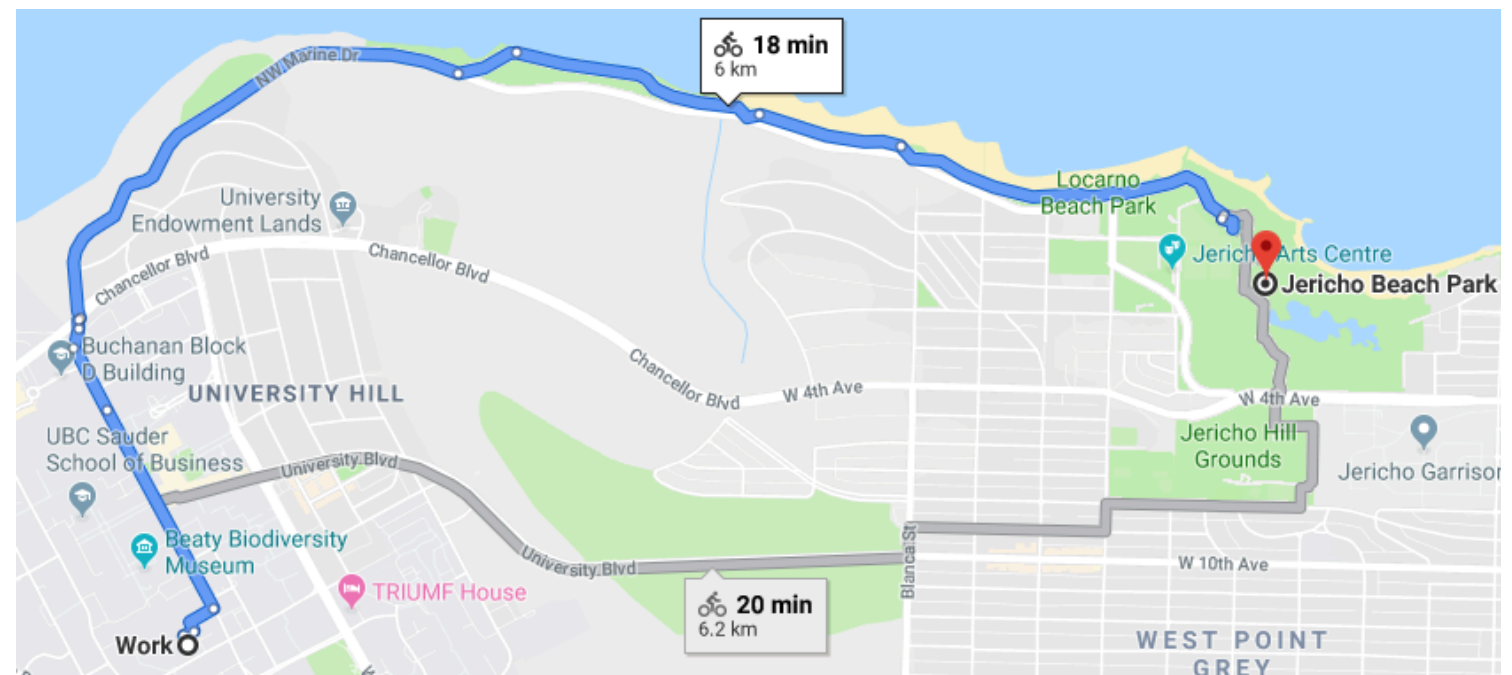 18 min
6 km
NW Marine Dr
University
Endowment Lands
Chancellor Blvd
Chancellor Blvd
Locarno
Beach Park
Jericho Arts Centre
Jericho Beach Park
Buchanan Block
D Building
UNIVERSITY HILL
Chancellor Blvd
W 4th Ave
W 4th Ave
UBC Sauder
School of Business
University Blvd
Jericho Hill
Grounds
Jericho Garrison
Beaty Biodiversity
Museum
University Blvd
Blanca St
W 10th Ave
TRIUMF House
20 min
6.2 km
Work
WEST POINT
GREY